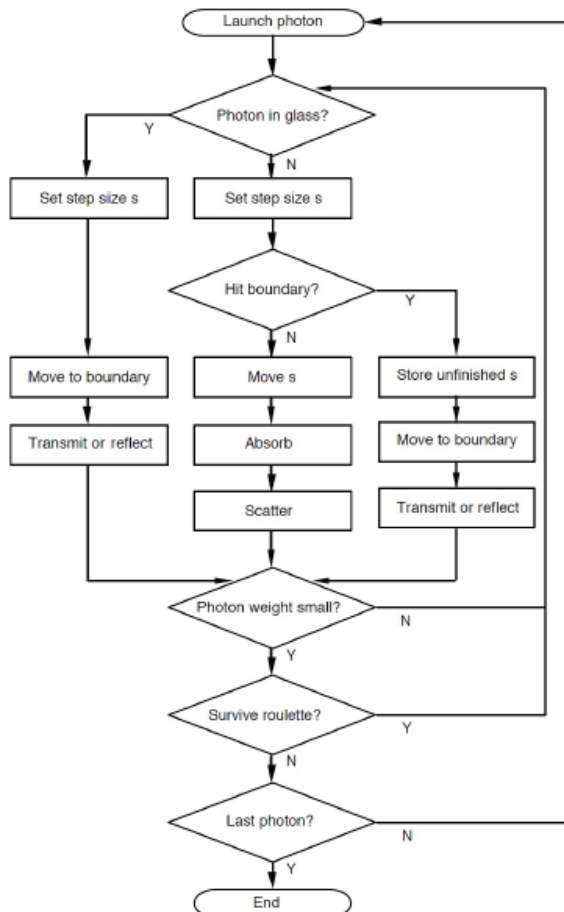 Launch photon
Photon in glass?
Y
N
Set step siize s
Set step size s
Hit boundary?
Y
N
Move to boundary
Move s
Store unfinished s
Transmit or reflect
Absorb
Move to boundary
Scatter
Transmit or reflect
Photon weight small?
N
Y
Survive roulette?
Y
N
Last photon?
N
Y
End